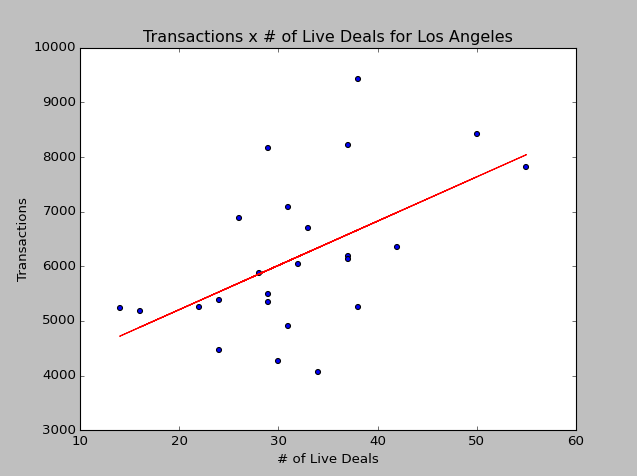 Transactions x # of Live Deals for Los Angeles
10000
9000
8000
7000
6000
5000
4000
3000
Transactions
10 20 30 40 50 60
# of Live Deals